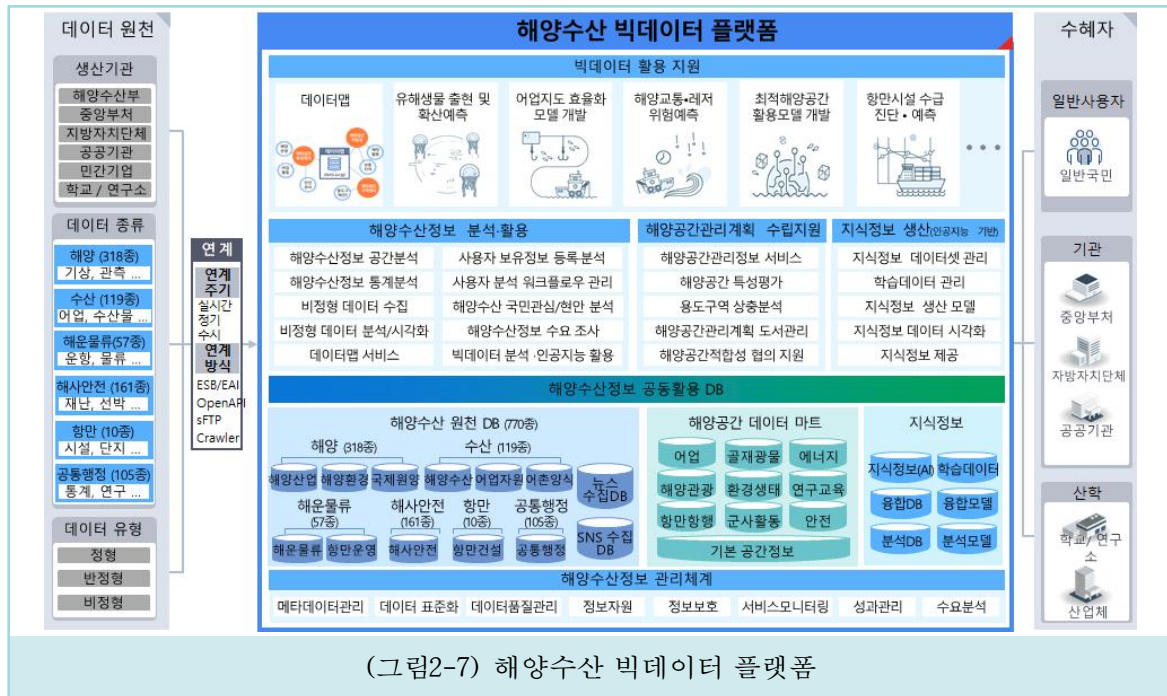 데이터 원천
생산기관
해양수산부
중앙부처
지방자치단체
공공기관
민간기업
학교 / 연구소
데이터 종류
해양 (318종)
기상, 관측 ...
수산 (119종)
어업, 수산물 ...
해운물류(57종)
운항, 물류 ...
해사안전 (161종)
재난, 선박 ...
항만 (10종)
시설, 단지 ...
공통행정 (105종)
통계, 연구 ...
데이터 유형
정형
반정형
비정형
연계
연계
주기
실시간
정기
수시
연계
방식
ESB/EAI
OpenAPI
sFTP
Crawler
해양수산 빅데이터 플랫폼
빅데이터 활용 지원
데이터맵
유해생물 출현 및
확산예측
어업지도 효율화
모델 개발
해양교통•레저
위험예측
최적해양공간
활용모델 개발
항만시설 수급
진단 • 예측
• • •
해양수산정보 분석·활용
해양수산정보 공간분석
사용자 보유정보 등록·분석
해양수산정보 통계분석
사용자 분석 워크플로우 관리
비정형 데이터 수집
해양수산 국민관심/현안 분석
비정형 데이터 분석/시각화
해양수산정보 수요 조사
데이터맵 서비스
빅데이터 분석 ·인공지능 활용
해양공간관리계획 수립지원
해양공간관리정보 서비스
해양공간 특성평가
용도구역 상충분석
해양공간관리계획 도서관리
해양공간적합성 협의 지원
지식정보 생산(인공지능 기반)
지식정보 데이터셋 관리
학습데이터 관리
지식정보 생산 모델
지식정보 데이터 시각화
지식정보 제공
해양수산정보 공동활용 DB
해양수산 원천 DB (770종)
해양 (318종)
수산 (119종)
해양산업
해양환경
국제원양
해양수산
어업자원
어촌양식
뉴스
수집DB
해운물류
(57종)
해사안전
(161종)
항만
(10종)
공통행정
(105종)
해운물류
항만운영
해사안전
항만건설
공통행정
SNS 수집
DB
해양공간 데이터 마트
어업
골재광물
에너지
해양관광
환경생태
연구교육
항만항행
군사활동
안전
기본 공간정보
지식정보
지식정보(AI)
학습데이터
융합DB
융합모델
분석DB
분석모델
해양수산정보 관리체계
메타데이터관리
데이터 표준화
데이터품질관리
정보자원
정보보호
서비스모니터링
성과관리
수요분석
수혜자
일반사용자
일반국민
기관
중앙부처
자방자치단체
공공기관
산학
학교/ 연구
소
산업체
(그림2-7) 해양수산 빅데이터 플랫폼